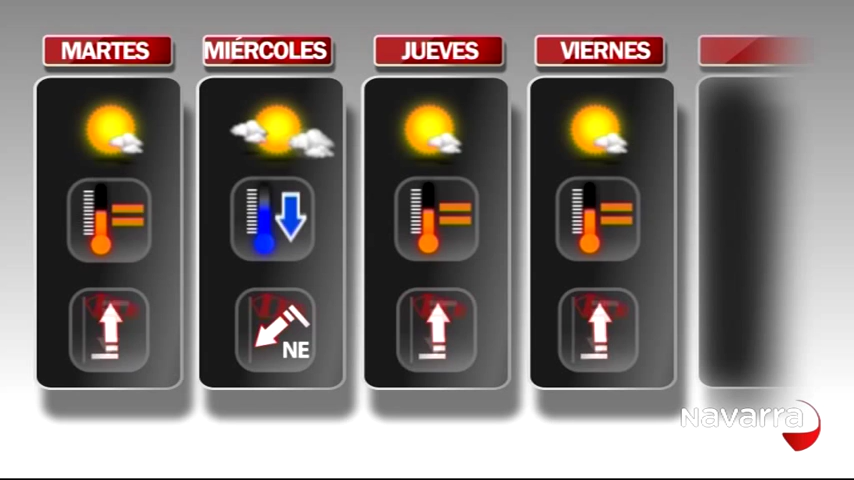 MARTES
MIÉRCOLES
JUEVES
VIERNES
NE
Navarra